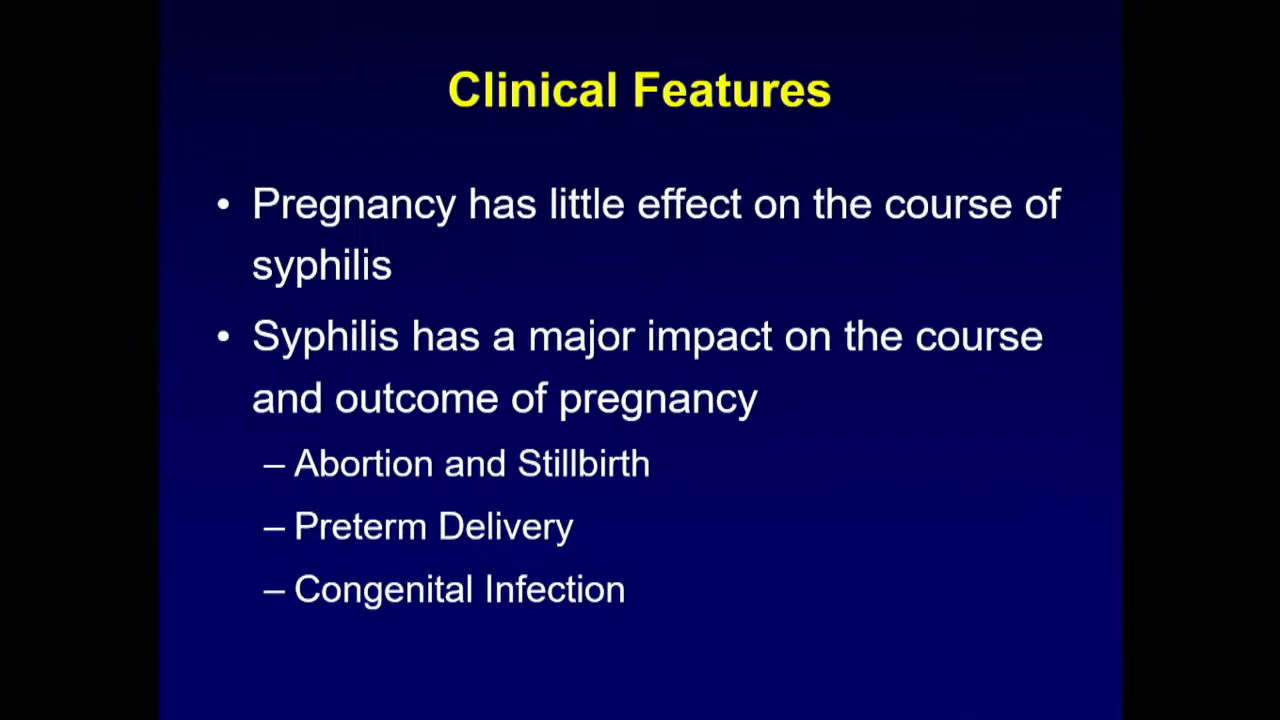 Clinical Features
• Pregnancy has little effect on the course of
syphilis
• Syphilis has a major impact on the course
and outcome of pregnancy
– Abortion and Stillbirth
– Preterm Delivery
– Congenital Infection